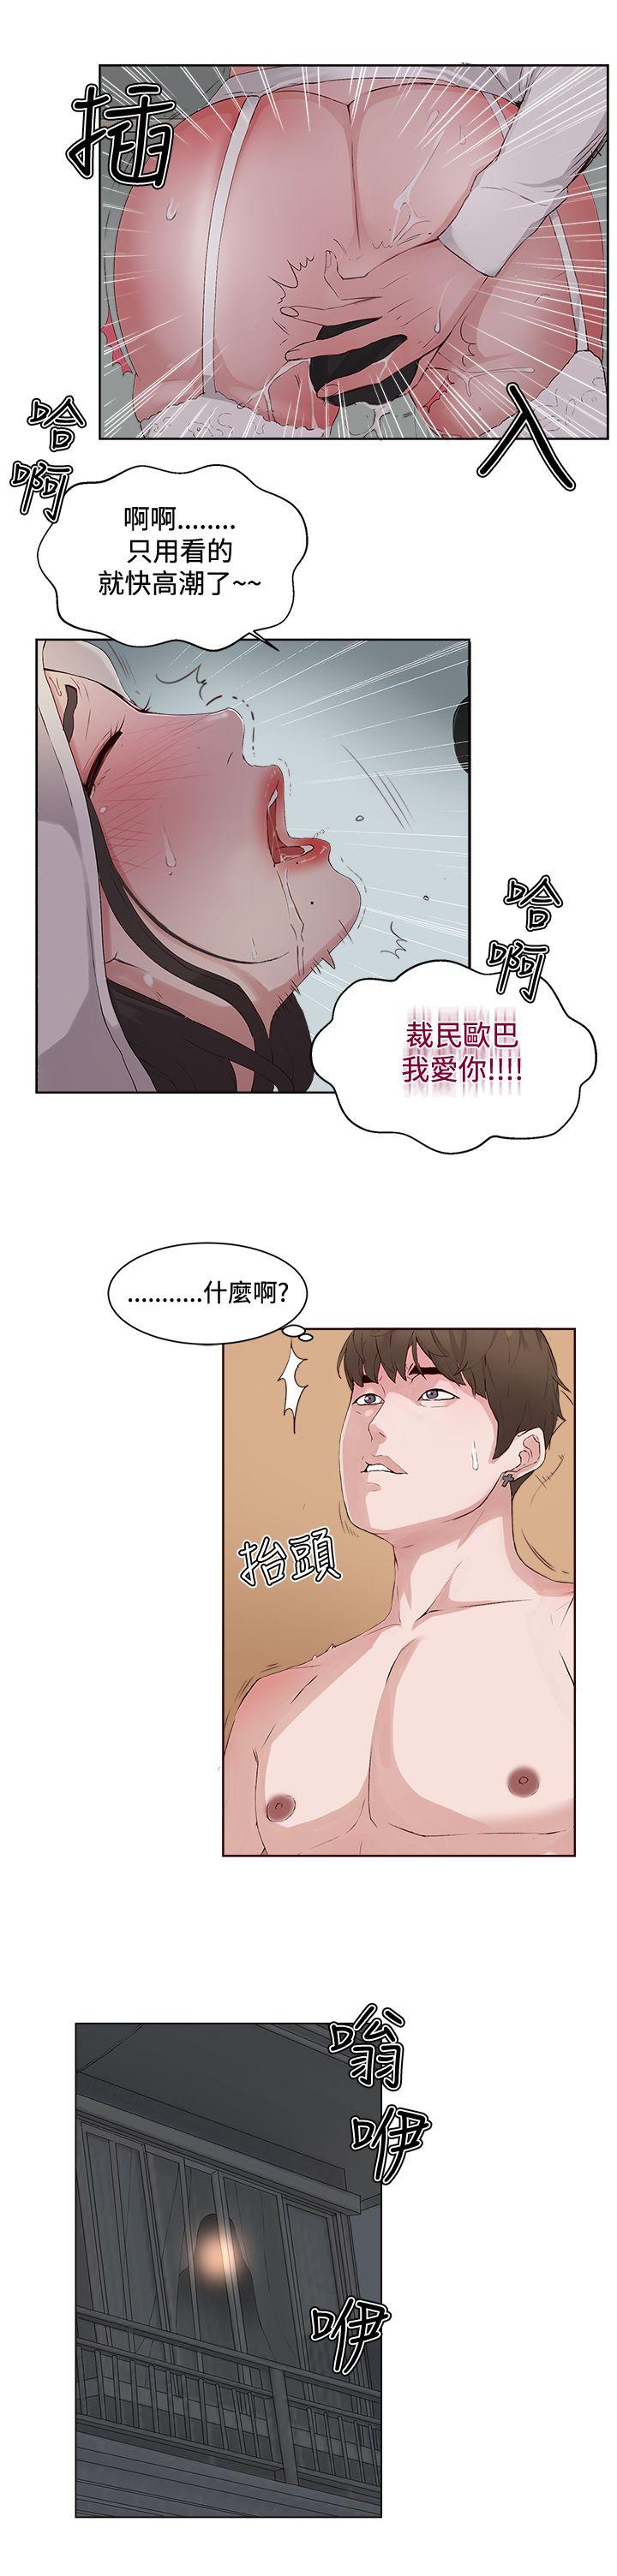 插
入
哈
啊
啊啊........
只用看的
就快高潮了~~
哈
啊
裁民歐巴
我愛你!!!!
...........什麼啊?
抬頭
嗡
咿
咿